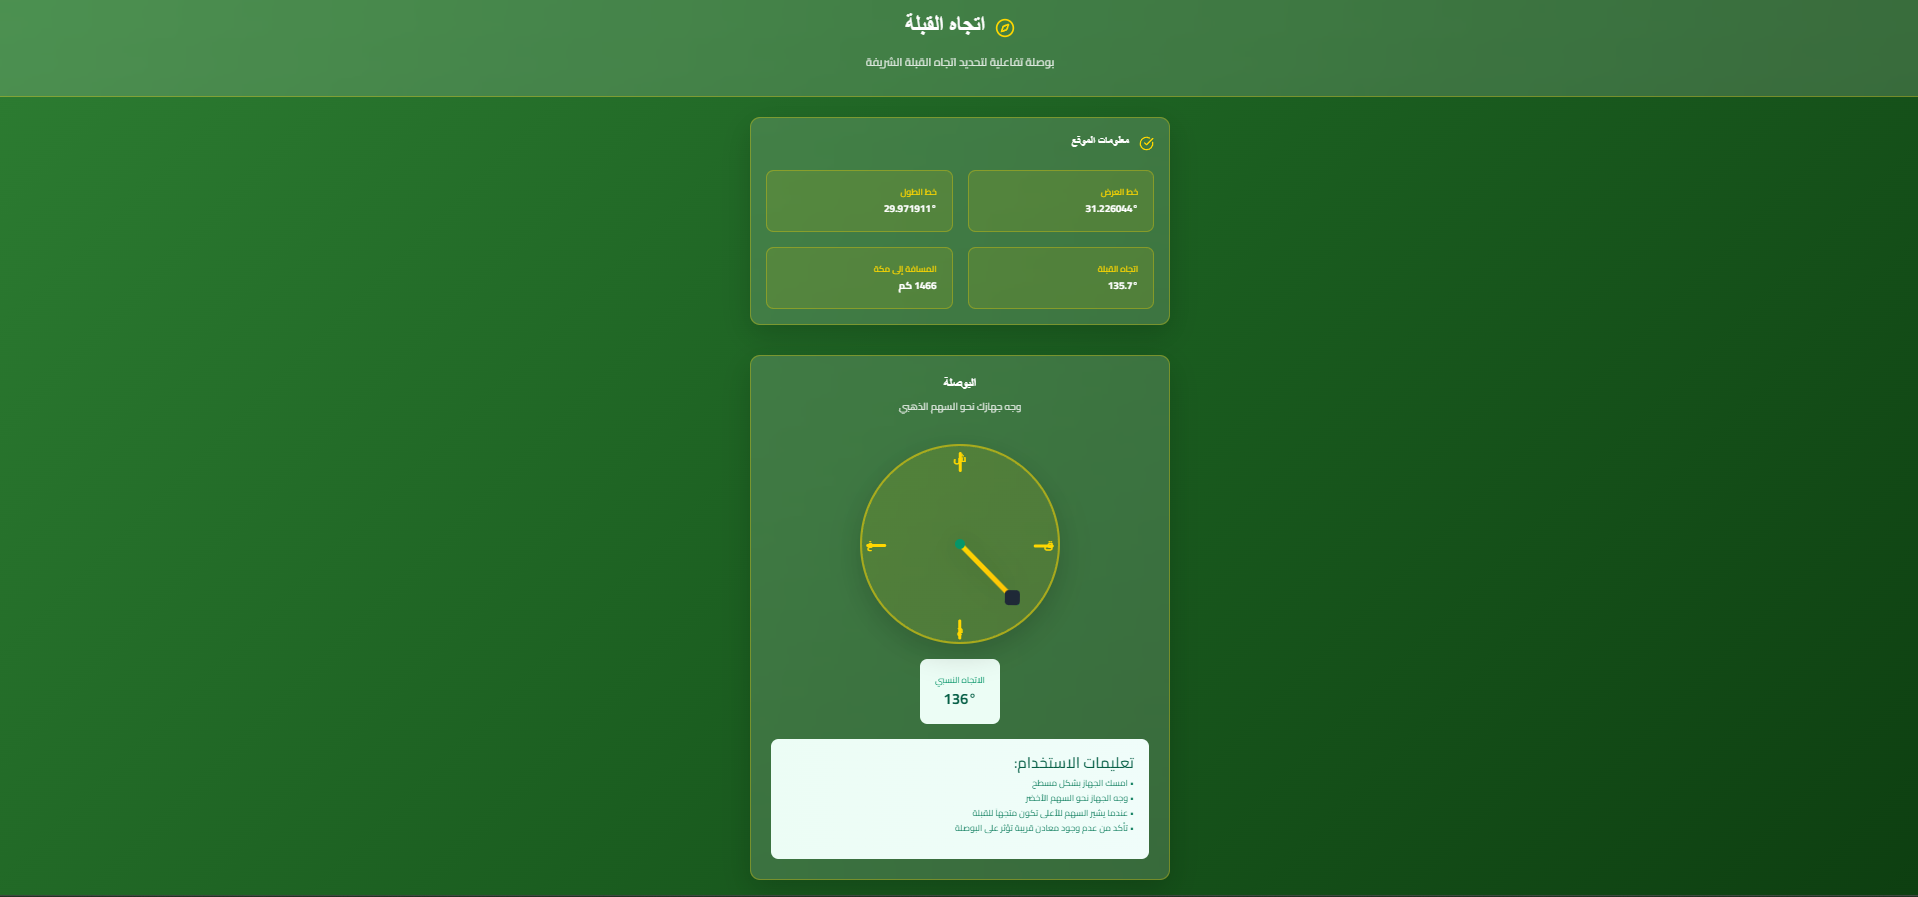 اتجاه القبلة
بوصلة تفاعلية لتحديد اتجاه القبلة الشريفة
معلومات الموقع
خط العرض
31.226044°
خط الطول
29.971911°
اتجاه القبلة
135.7°
المسافة إلى مكة
1466 كم
البوصلة
وجه جهازك نحو السهم الذهبي
ش
ق
غ
الاتجاه النسبي
136°
تعليمات الاستخدام:
• امسك الجهاز بشكل مسطح
• وجه الجهاز نحو السهم الأخضر
• عندما يشير السهم للأعلى تكون متجها للقبلة
• تأكد من عدم وجود معادن قريبة تؤثر على البوصلة